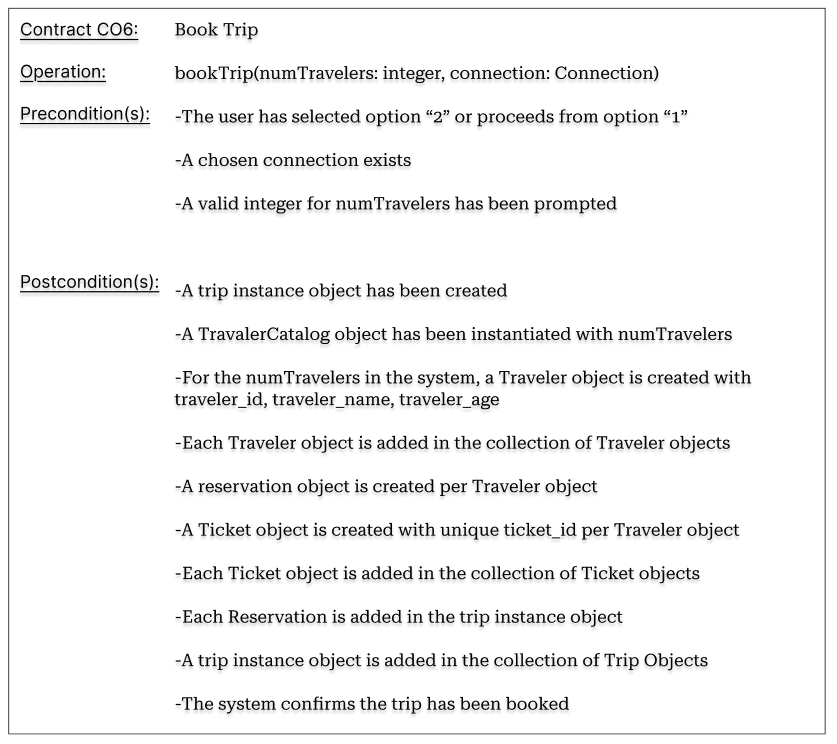 Contract CO6: Book Trip
Operation: bookTrip(numTravelers: integer, connection: Connection)
Precondition(s): -The user has selected option “2” or proceeds from option “1”
-A chosen connection exists
-A valid integer for numTravelers has been prompted
Postcondition(s): -A trip instance object has been created
-A TravalerCatalog object has been instantiated with numTravelers
-For the numTravelers in the system, a Traveler object is created with
traveler_id, traveler_name, traveler_age
-Each Traveler object is added in the collection of Traveler objects
-A reservation object is created per Traveler object
-A Ticket object is created with unique ticket_id per Traveler object
-Each Ticket object is added in the collection of Ticket objects
-Each Reservation is added in the trip instance object
-A trip instance object is added in the collection of Trip Objects
-The system confirms the trip has been booked